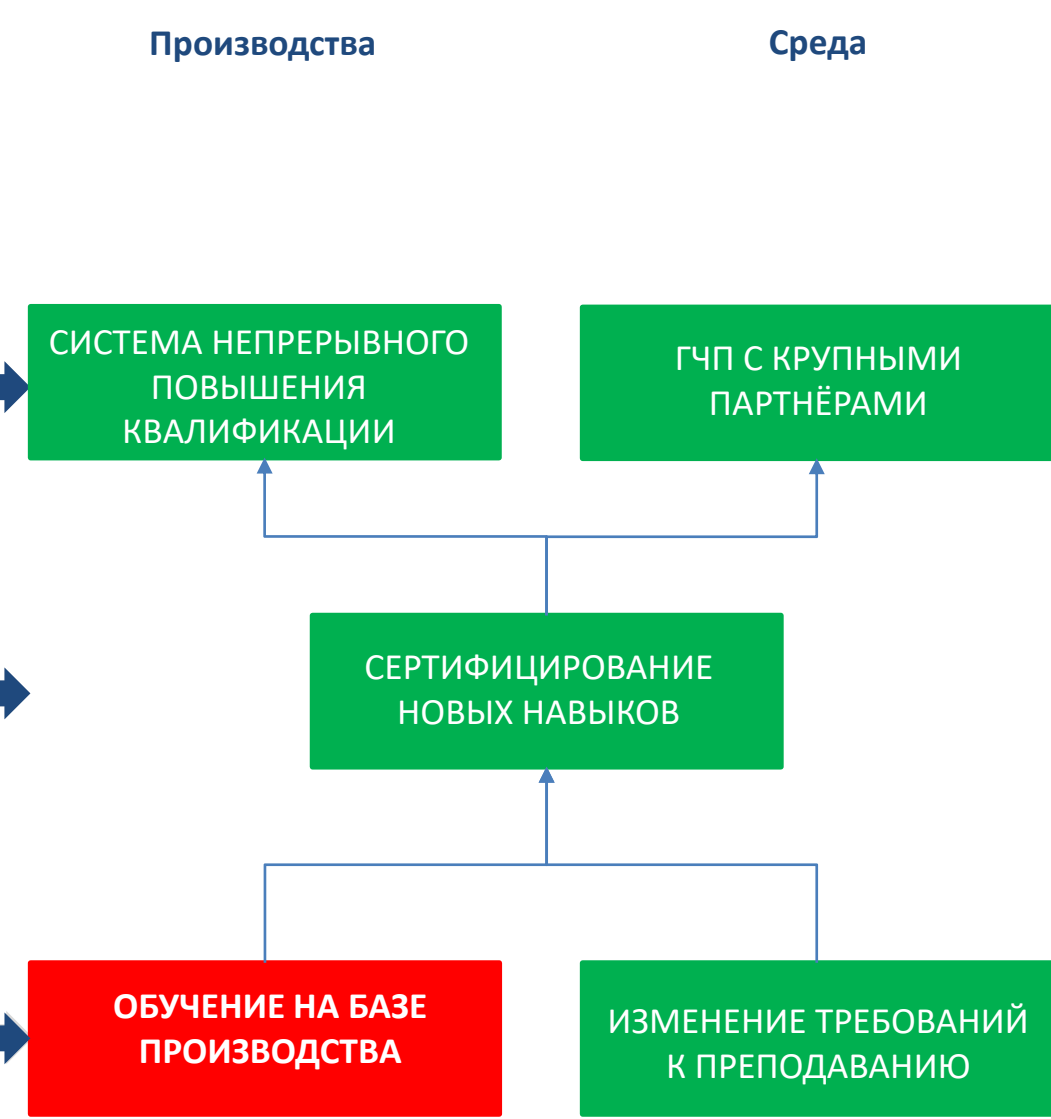 Производства
Среда
СИСТЕМА НЕПРЕРЫВНОГО
ПОВЫШЕНИЯ
КВАЛИФИКАЦИИ
ГЧП С КРУПНЫМИ
ПАРТНЁРАМИ
СЕРТИФИЦИРОВАНИЕ
НОВЫХ НАВЫКОВ
ОБУЧЕНИЕ НА БАЗЕ
ПРОИЗВОДСТВА
ИЗМЕНЕНИЕ ТРЕБОВАНИЙ
К ПРЕПОДАВАНИЮ